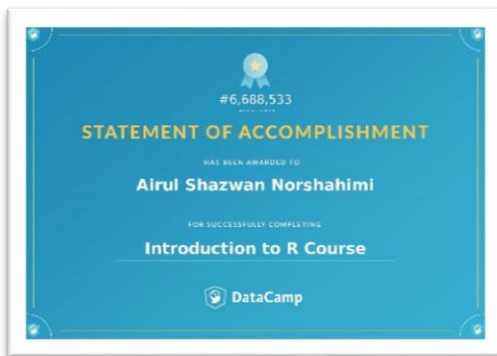 #6,688,533
STATEMENT OF ACCOMPLISHMENT
HAS BEEN AWARDED TO
Airul Shazwan Norshahimi
FOR SUCCESSFULLY COMPLETING
Introduction to R Course
DataCamp